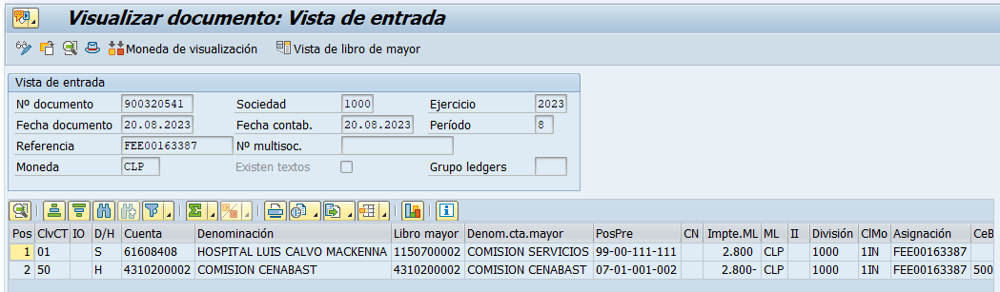 Visualizar documento: Vista de entrada
Moneda de visualización Vista de libro de mayor
Vista de entrada
Nº documento 900320541 Sociedad 1000 Ejercicio 2023
Fecha documento 20.08.2023 Fecha contab. 20.08.2023 Período 8
Referencia FEE00163387 Nº multisoc.
Moneda CLP Existen textos Grupo ledgers
Pos ClvCT IO D/H Cuenta Denominación Libro mayor Denom.cta.mayor PosPre CN Impte.ML ML II División ClMo Asignación CeB
1 01 S 61608408 HOSPITAL LUIS CALVO MACKENNA 1150700002 COMISION SERVICIOS 99-00-111-111 2.800 CLP 1000 1IN FEE00163387
2 50 H 4310200002 COMISION CENABAST 4310200002 COMISION CENABAST 07-01-001-002 2.800- CLP 1000 1IN FEE00163387 500